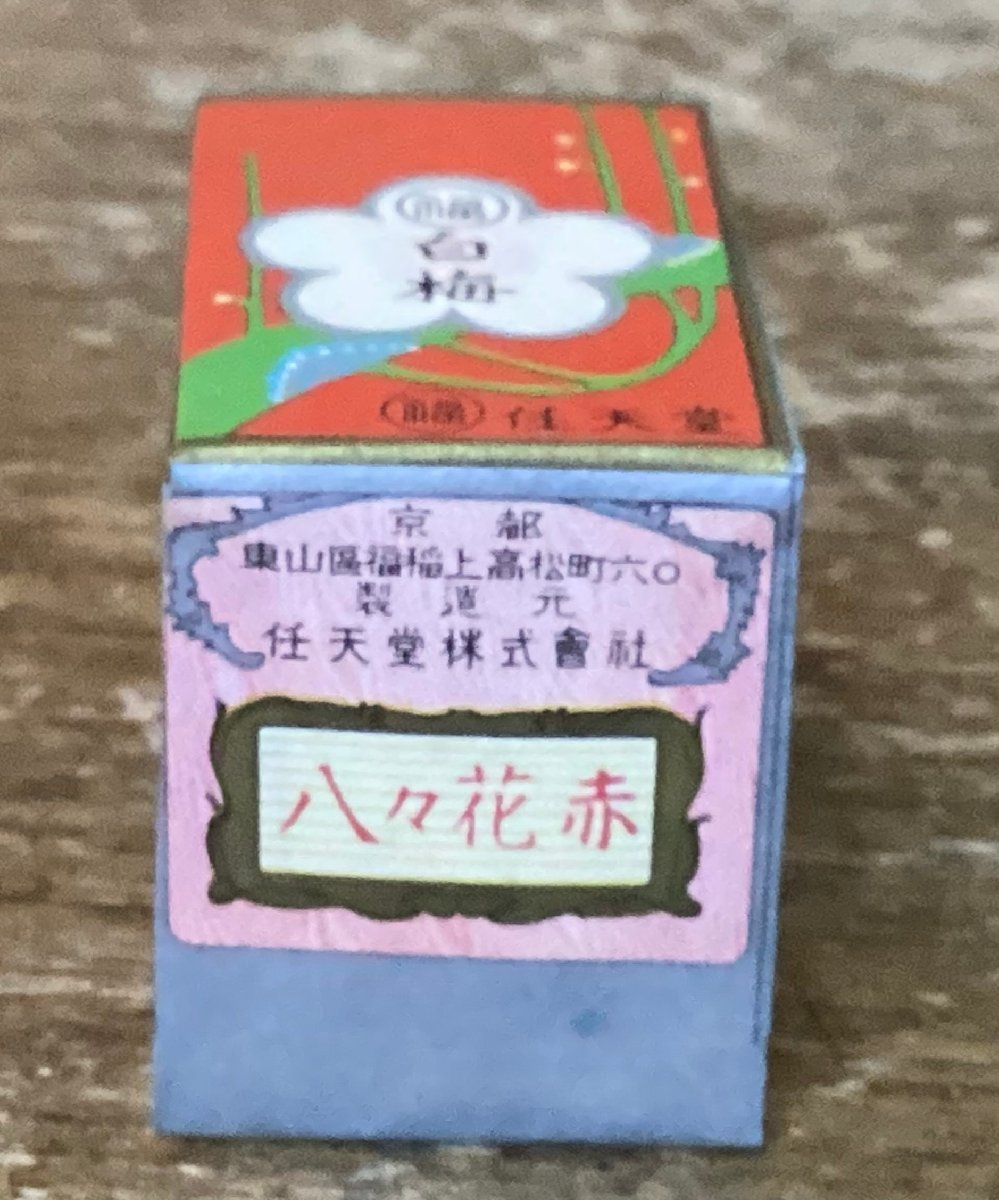 白
梅
任天堂
京都
東山區福稲上高松町六〇
製造元
任天堂株式會社
八々花 赤